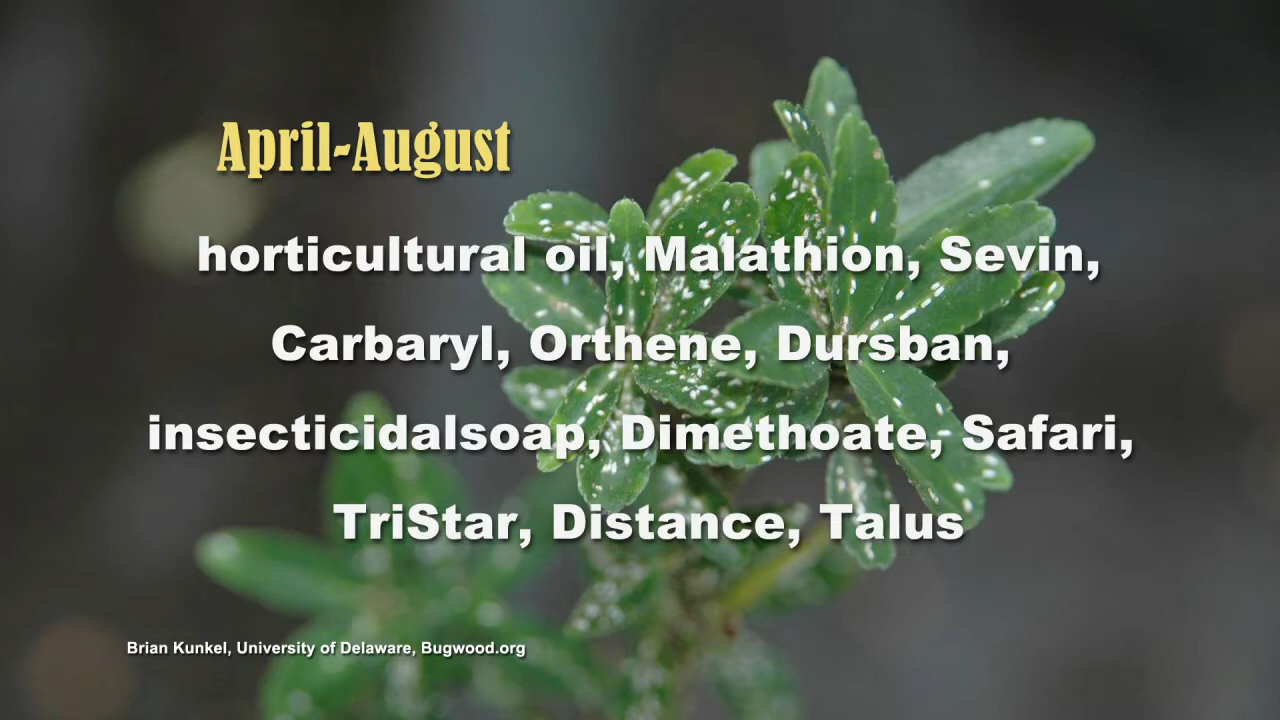 April-August
horticultural oil, Malathion, Sevin,
Carbaryl, Orthene, Dursban,
insecticidalsoap, Dimethoate, Safari,
TriStar, Distance, Talus
Brian Kunkel, University of Delaware, Bugwood.org